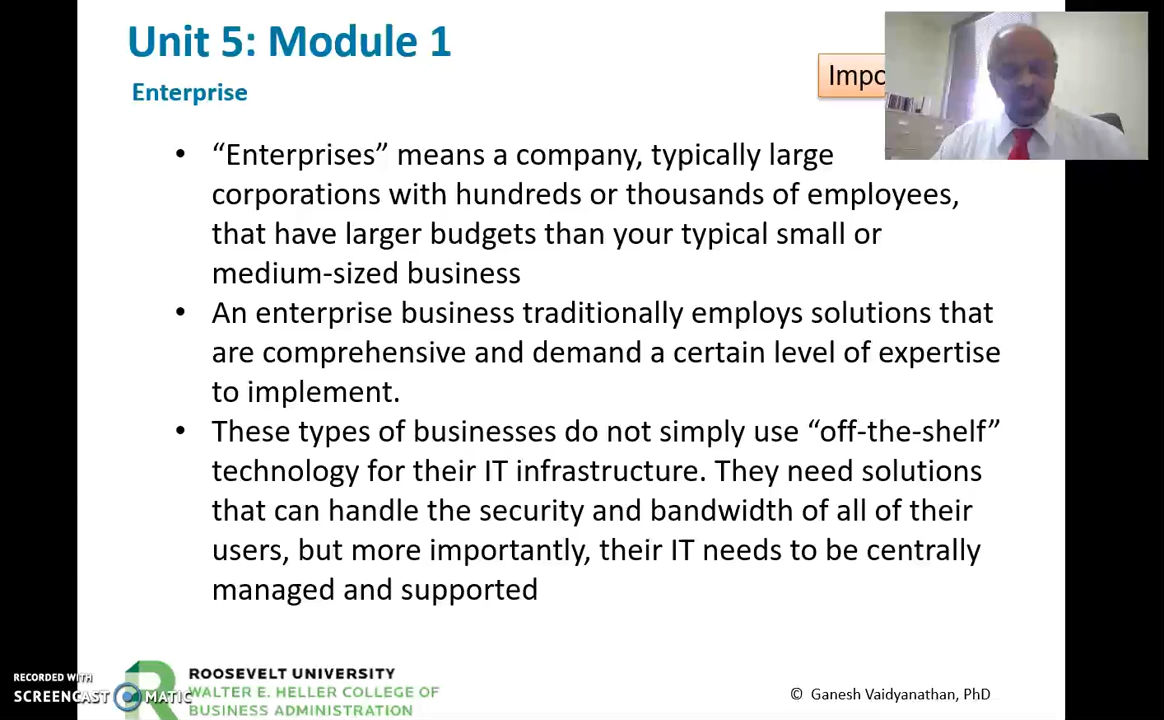 Unit 5: Module 1
Enterprise
• “Enterprises” means a company, typically large
corporations with hundreds or thousands of employees,
that have larger budgets than your typical small or
medium-sized business
• An enterprise business traditionally employs solutions that
are comprehensive and demand a certain level of expertise
to implement.
• These types of businesses do not simply use “off-the-shelf”
technology for their IT infrastructure. They need solutions
that can handle the security and bandwidth of all of their
users, but more importantly, their IT needs to be centrally
managed and supported
RECORDED WITH
SCREENCAST MATIC
ROOSEVELT UNIVERSITY
WALTER E. HELLER COLLEGE OF
BUSINESS ADMINISTRATION
© Ganesh Vaidyanathan, PhD